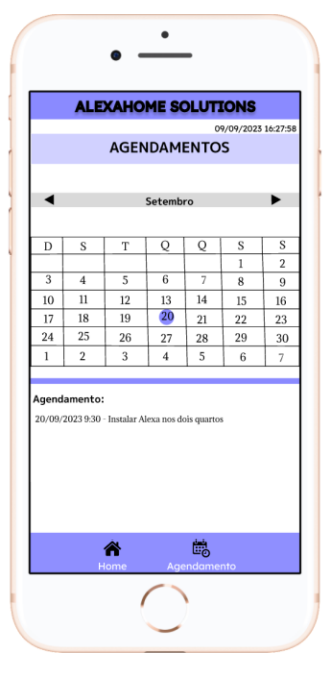 ALEXAHOME SOLUTIONS
09/09/2023 16:27:58
AGENDAMENTOS
Setembro
D S T Q Q S S
1 2
3 4 5 6 7 8 9
10 11 12 13 14 15 16
17 18 19 20 21 22 23
24 25 26 27 28 29 30
1 2 3 4 5 6 7
Agendamento:
20/09/2023 9:30 - Instalar Alexa nos dois quartos
Home Agendamento